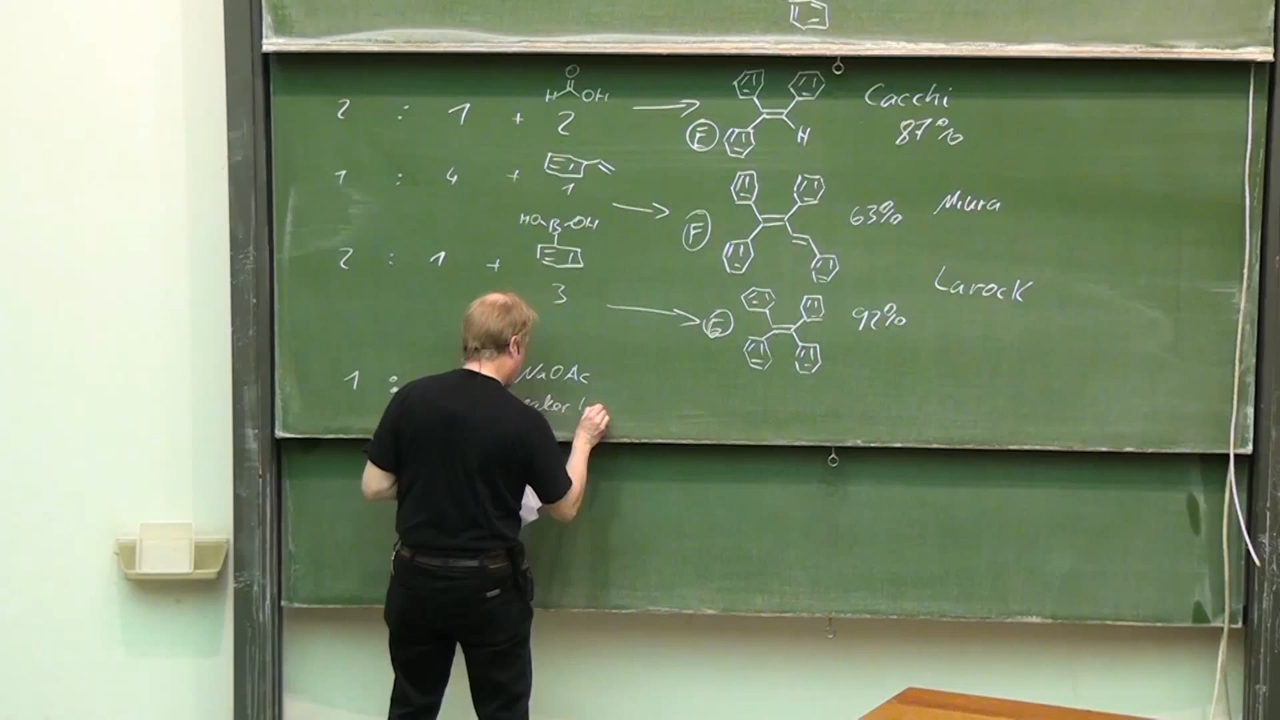 2 : 1 + H O OH 2 → F H Cacchi
87%
1 : 4 + 1 → F 63% Miura
2 : 1 + HO B OH 3 → 92% Larock
1 : NaOAc